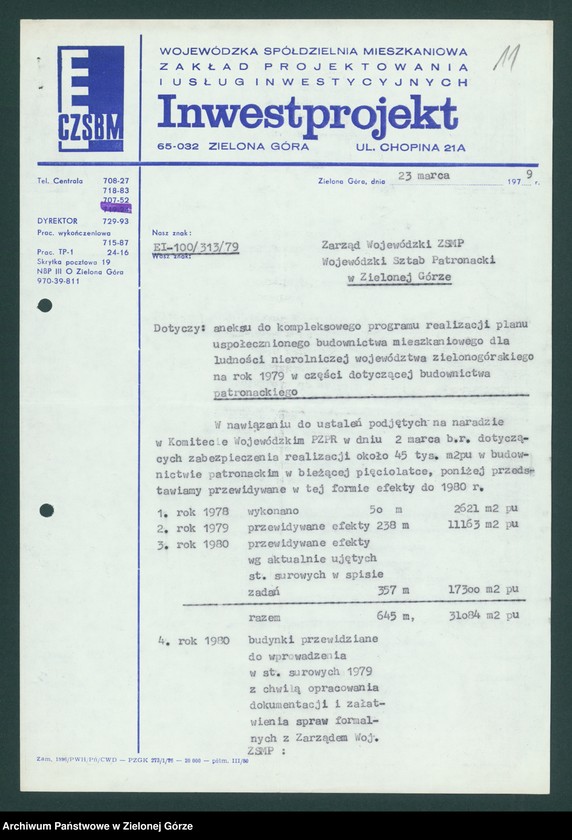 11
WOJEWÓDZKA SPÓŁDZIELNIA MIESZKANIOWA
ZAKŁAD PROJEKTOWANIA
I USŁUG INWESTYCYJNYCH
Inwestprojekt
65-032 ZIELONA GÓRA UL. CHOPINA 21A
CZSBM
Tel. Centrala 708-27
718-83
707-52
DYREKTOR 729-93
Prac. wykończeniowa
715-87
Prac. TP-1 24-16
Skrytka pocztowa 19
NBP III O Zielona Góra
970-39-811
Zielona Góra, dnia 23 marca 1979 r.
Nasz znak:
EI-100/313/79
Wasz znak:
Zarząd Wojewódzki ZSMP
Wojewódzki Sztab Patronacki
w Zielonej Górze
Dotyczy: aneksu do kompleksowego programu realizacji planu
uspołecznionego budownictwa mieszkaniowego dla
ludności nierolniczej województwa zielonogórskiego
na rok 1979 w części dotyczącej budownictwa
patronackiego
W nawiązaniu do ustaleń podjętych na naradzie
w Komitecie Wojewódzkim PZPR w dniu 2 marca b.r. dotyczą-
cych zabezpieczenia realizacji około 45 tys. m2pu w budow-
nictwie patronackim w bieżącej pięciolatce, poniżej przeds-
tawiamy przewidywane w tej formie efekty do 1980 r.
1. rok 1978 wykonano 5o m 2621 m2 pu
2. rok 1979 przewidywane efekty 238 m 11163 m2 pu
3. rok 1980 przewidywane efekty
wg aktualnie ujętych
st. surowych w spisie
zadań 357 m 173oo m2 pu
razem 645 m, 31o84 m2 pu
4. rok 1980 budynki przewidziane
do wprowadzenia
w st. surowych 1979
z chwilą opracowania
dokumentacji i załat-
wienia spraw formal-
nych z Zarządem Woj.
ZSMP :
Archiwum Państwowe w Zielonej Górze